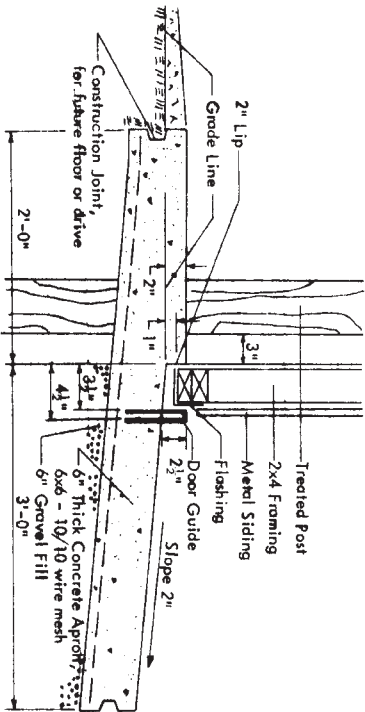 Treated Post
2x4 Framing
Metal Siding
Flashing
Door Guide
2" Lip
Grade Line
3"
2"
1"
2½"
3½"
4½"
Slope 2"
Construction Joint,
for future floor or drive
2'-0"
6" Thick Concrete Apron,
6x6 - 10/10 wire mesh
6" Gravel Fill
3'-0"